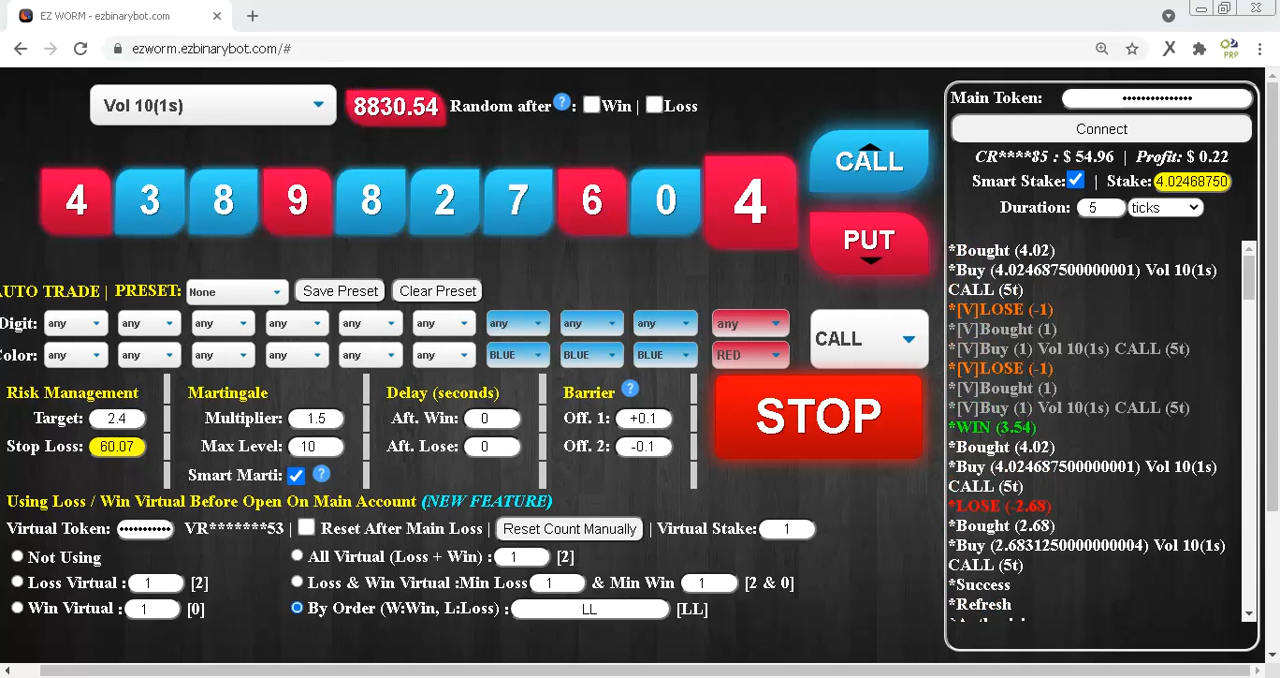 EZ WORM - ezbinarybot.com
ezworm.ezbinarybot.com/#
PRP
Vol 10(1s)
8830.54
Random after ? : Win | Loss
4 3 8 9 8 2 7 6 0 4
CALL
PUT
AUTO TRADE | PRESET: None Save Preset Clear Preset
Digit: any any any any any any any any any any
Color: any any any any any any BLUE BLUE BLUE RED
CALL
STOP
Risk Management
Target: 2.4
Stop Loss: 60.07
Martingale
Multiplier: 1.5
Max Level: 10
Smart Marti: ?
Delay (seconds)
Aft. Win: 0
Aft. Lose: 0
Barrier ?
Off. 1: +0.1
Off. 2: -0.1
Using Loss / Win Virtual Before Open On Main Account (NEW FEATURE)
Virtual Token: •••••••••••• VR*******53 | Reset After Main Loss | Reset Count Manually | Virtual Stake: 1
Not Using
All Virtual (Loss + Win) : 1 [2]
Loss Virtual : 1 [2]
Loss & Win Virtual :Min Loss 1 & Min Win 1 [2 & 0]
Win Virtual : 1 [0]
By Order (W:Win, L:Loss) : LL [LL]
Main Token: •••••••••••••••
Connect
CR****85 : $ 54.96 | Profit: $ 0.22
Smart Stake: | Stake: 4.02468750
Duration: 5 ticks
*Bought (4.02)
*Buy (4.024687500000001) Vol 10(1s)
CALL (5t)
*[V]LOSE (-1)
*[V]Bought (1)
*[V]Buy (1) Vol 10(1s) CALL (5t)
*[V]LOSE (-1)
*[V]Bought (1)
*[V]Buy (1) Vol 10(1s) CALL (5t)
*WIN (3.54)
*Bought (4.02)
*Buy (4.024687500000001) Vol 10(1s)
CALL (5t)
*LOSE (-2.68)
*Bought (2.68)
*Buy (2.6831250000000004) Vol 10(1s)
CALL (5t)
*Success
*Refresh